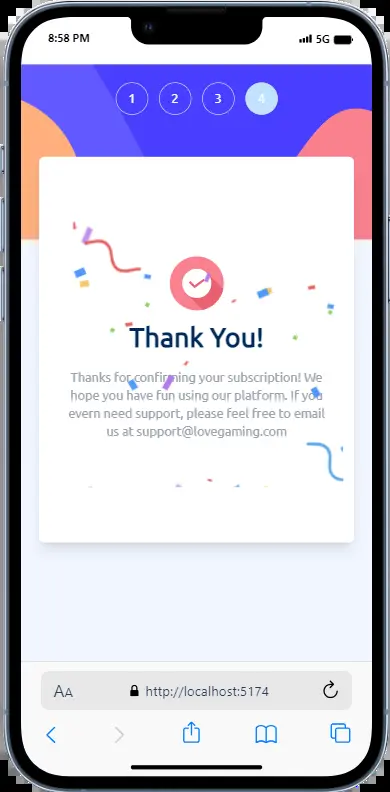 8:58 PM 5G
1 2 3 4
Thank You!
Thanks for confirming your subscription! We
hope you have fun using our platform. If you
evern need support, please feel free to email
us at support@lovegaming.com
AA http://localhost:5174